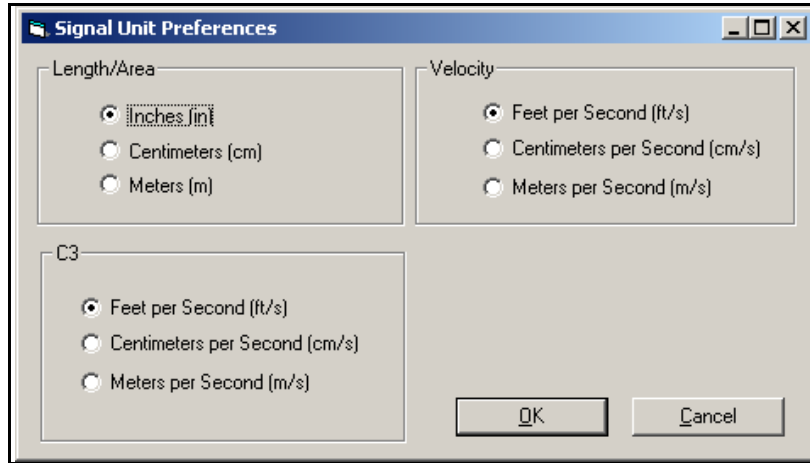 Signal Unit Preferences
Length/Area
Inches (in)
Centimeters (cm)
Meters (m)
Velocity
Feet per Second (ft/s)
Centimeters per Second (cm/s)
Meters per Second (m/s)
C3
Feet per Second (ft/s)
Centimeters per Second (cm/s)
Meters per Second (m/s)
OK
Cancel